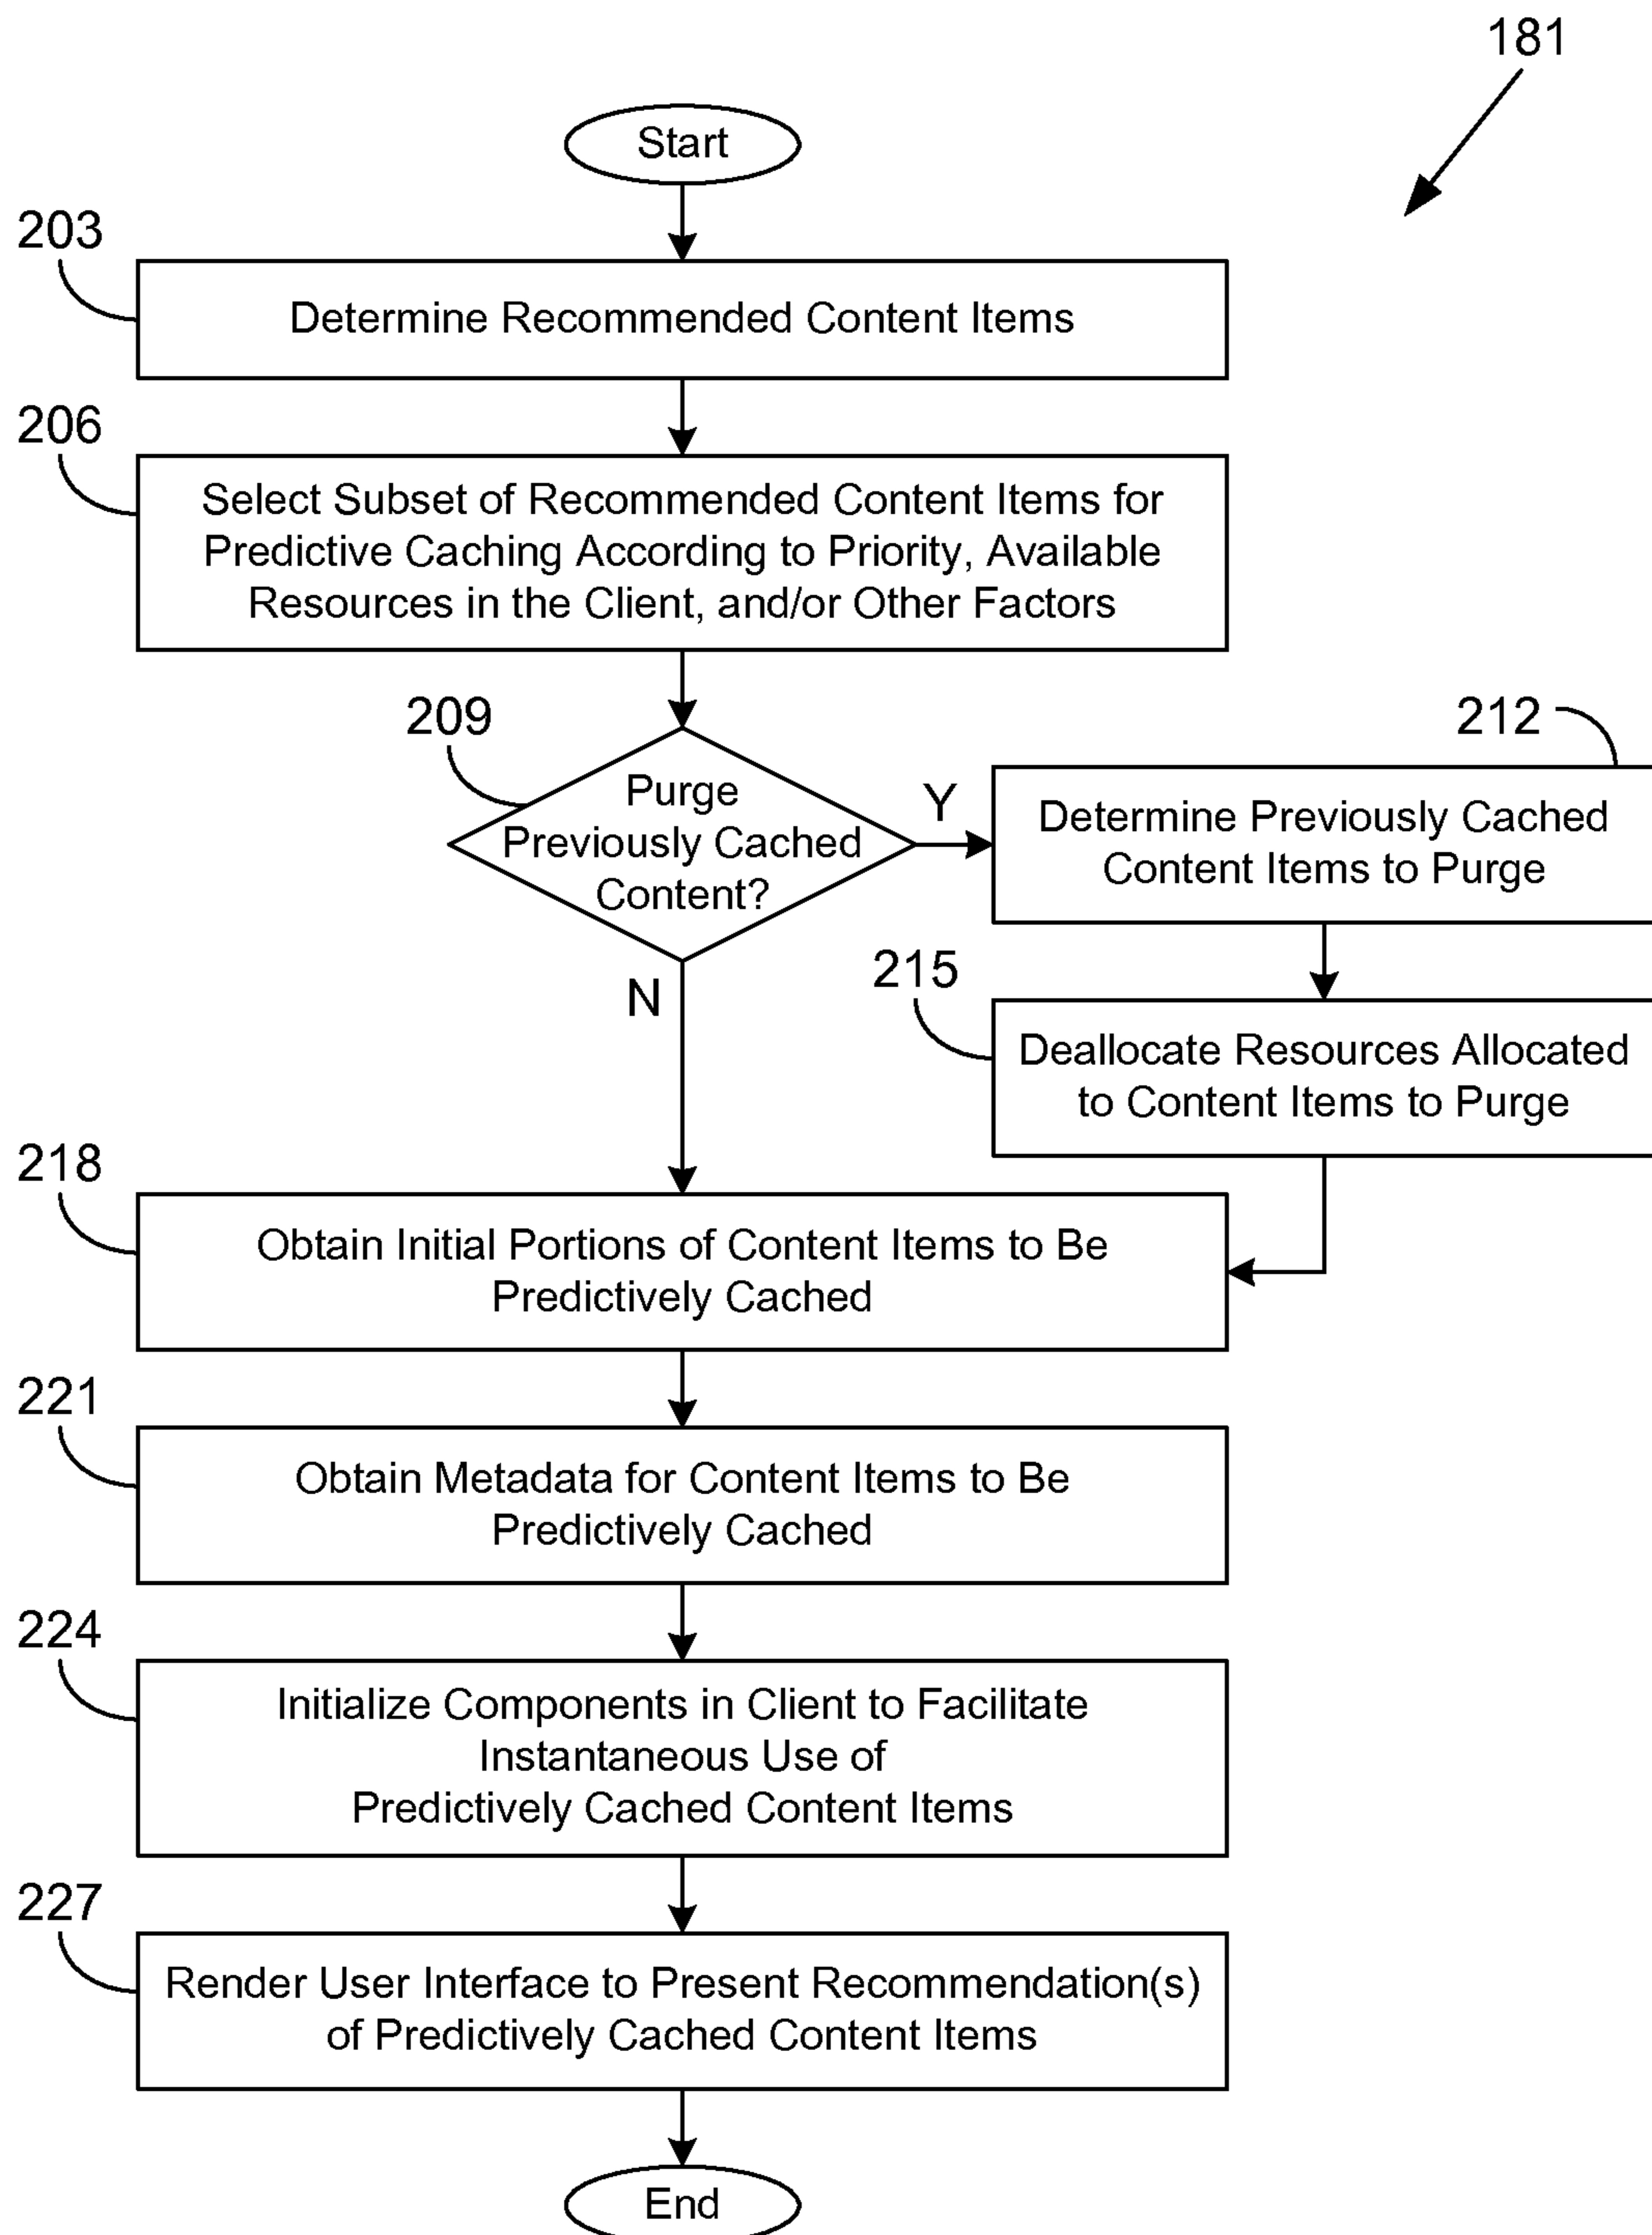 181
Start
203
Determine Recommended Content Items
206
Select Subset of Recommended Content Items for
Predictive Caching According to Priority, Available
Resources in the Client, and/or Other Factors
209
Purge
Previously Cached
Content?
Y
N
212
Determine Previously Cached
Content Items to Purge
215
Deallocate Resources Allocated
to Content Items to Purge
218
Obtain Initial Portions of Content Items to Be
Predictively Cached
221
Obtain Metadata for Content Items to Be
Predictively Cached
224
Initialize Components in Client to Facilitate
Instantaneous Use of
Predictively Cached Content Items
227
Render User Interface to Present Recommendation(s)
of Predictively Cached Content Items
End